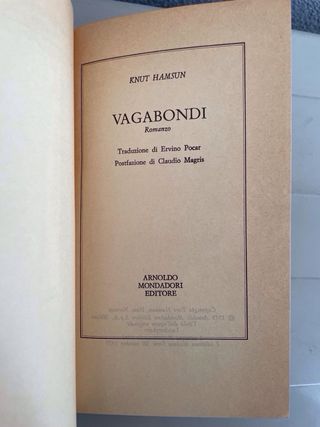 KNUT HAMSUN
VAGABONDI
Romanzo
Traduzione di Ervino Pocar
Postfazione di Claudio Magris
ARNOLDO
MONDADORI
EDITORE